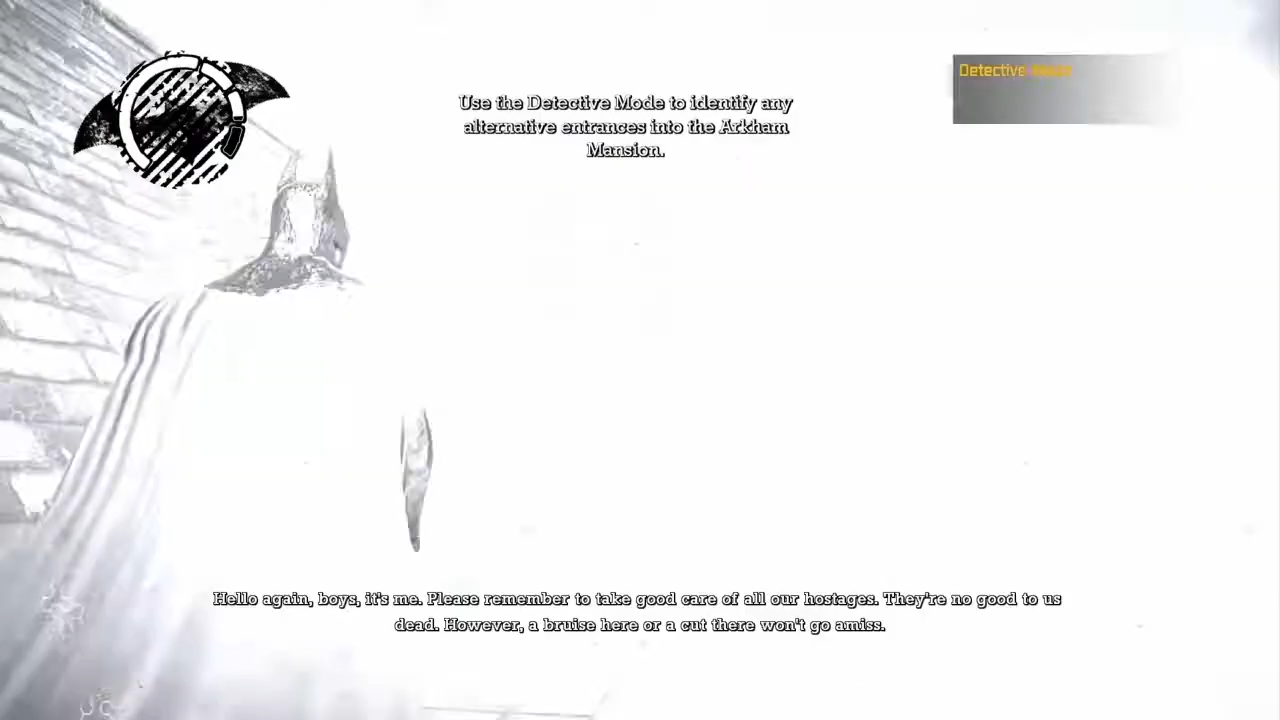 Use the Detective Mode to identify any
alternative entrances into the Arkham
Mansion.
Detective Mode
Hello again, boys, it's me. Please remember to take good care of all our hostages. They're no good to us
dead. However, a bruise here or a cut there won't go amiss.